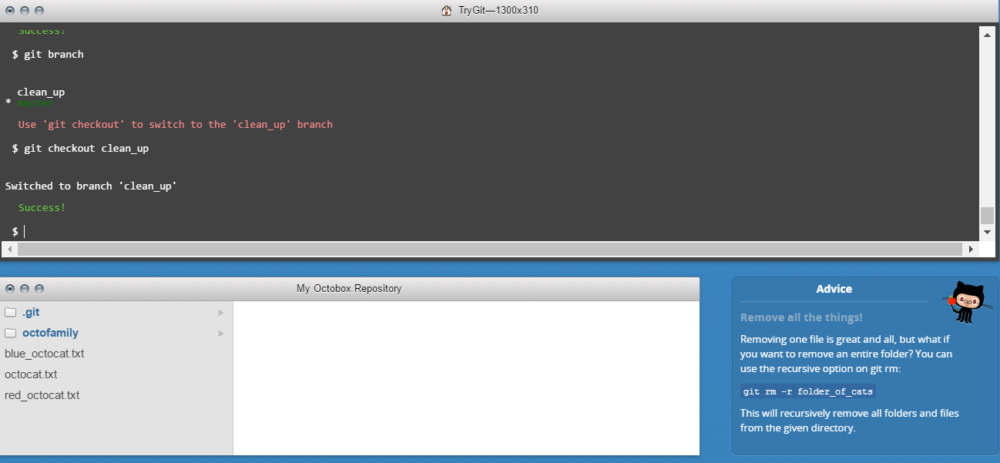 TryGit—1300x310
Success!
$ git branch
clean_up
* master
Use 'git checkout' to switch to the 'clean_up' branch
$ git checkout clean_up
Switched to branch 'clean_up'
Success!
$
My Octobox Repository
.git
octofamily
blue_octocat.txt
octocat.txt
red_octocat.txt
Advice
Remove all the things!
Removing one file is great and all, but what if
you want to remove an entire folder? You can
use the recursive option on git rm:
git rm -r folder_of_cats
This will recursively remove all folders and files
from the given directory.